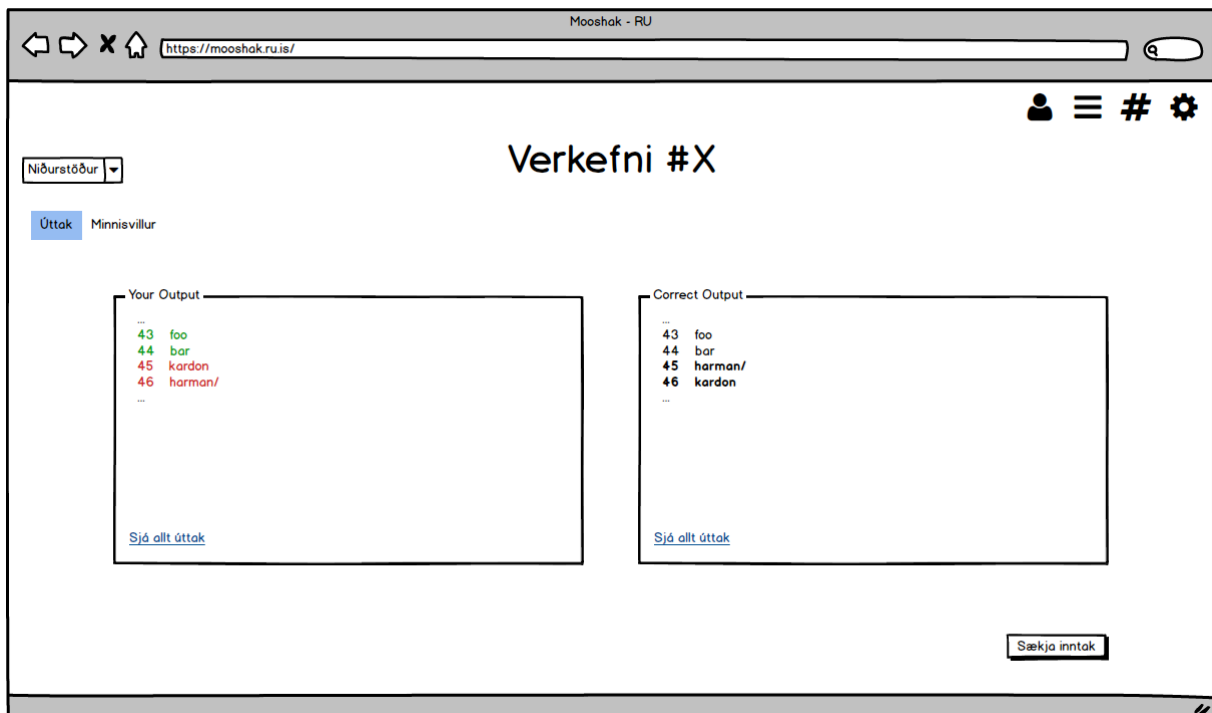 Mooshak - RU
https://mooshak.ru.is/
#
Verkefni #X
Niðurstöður
Úttak Minnisvillur
Your Output
...
43 foo
44 bar
45 kardon
46 harman/
...
Sjá allt úttak
Correct Output
...
43 foo
44 bar
45 harman/
46 kardon
...
Sjá allt úttak
Sækja inntak